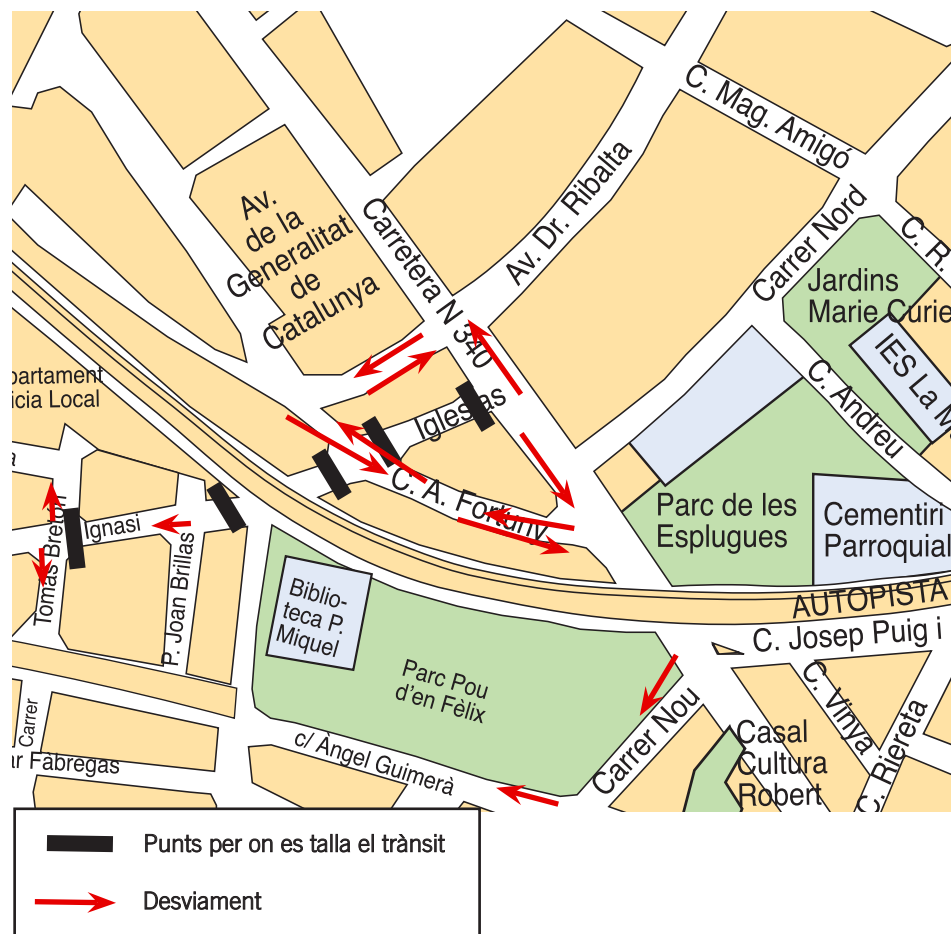 C. Mag. Amigó
Av.
de la
Generalitat
de
Catalunya
Carretera N 340
Av. Dr. Ribalta
Carrer Nord
C. R.
Jardins
Marie Curie
IES La M
C. Andreu
partament
icia Local
Iglesias
C. A. Fortuny
Parc de les
Esplugues
Cementiri
Parroquial
a
Ignasi
Tomas Breton
P. Joan Brillas
Biblio-
teca P.
Miquel
AUTOPISTA
C. Josep Puig i
Parc Pou
d'en Fèlix
Carrer Nou
C. Vinya
C. Riereta
Carrer
ar Fàbregas
c/ Àngel Guimerà
Casal
Cultura
Robert
Punts per on es talla el trànsit
Desviament